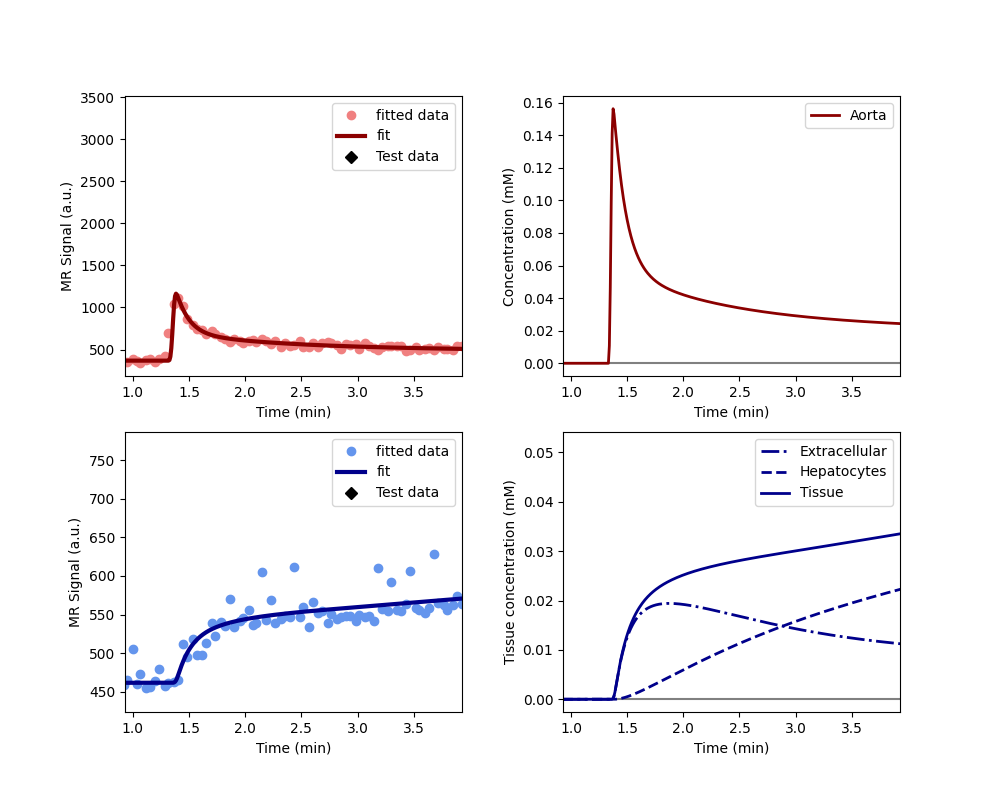 3500
3000
2500
2000
1500
1000
500
MR Signal (a.u.)
fitted data
fit
Test data
1.0 1.5 2.0 2.5 3.0 3.5
Time (min)
0.16
0.14
0.12
0.10
0.08
0.06
0.04
0.02
0.00
Concentration (mM)
Aorta
1.0 1.5 2.0 2.5 3.0 3.5
Time (min)
750
700
650
600
550
500
450
MR Signal (a.u.)
fitted data
fit
Test data
1.0 1.5 2.0 2.5 3.0 3.5
Time (min)
0.05
0.04
0.03
0.02
0.01
0.00
Tissue concentration (mM)
Extracellular
Hepatocytes
Tissue
1.0 1.5 2.0 2.5 3.0 3.5
Time (min)